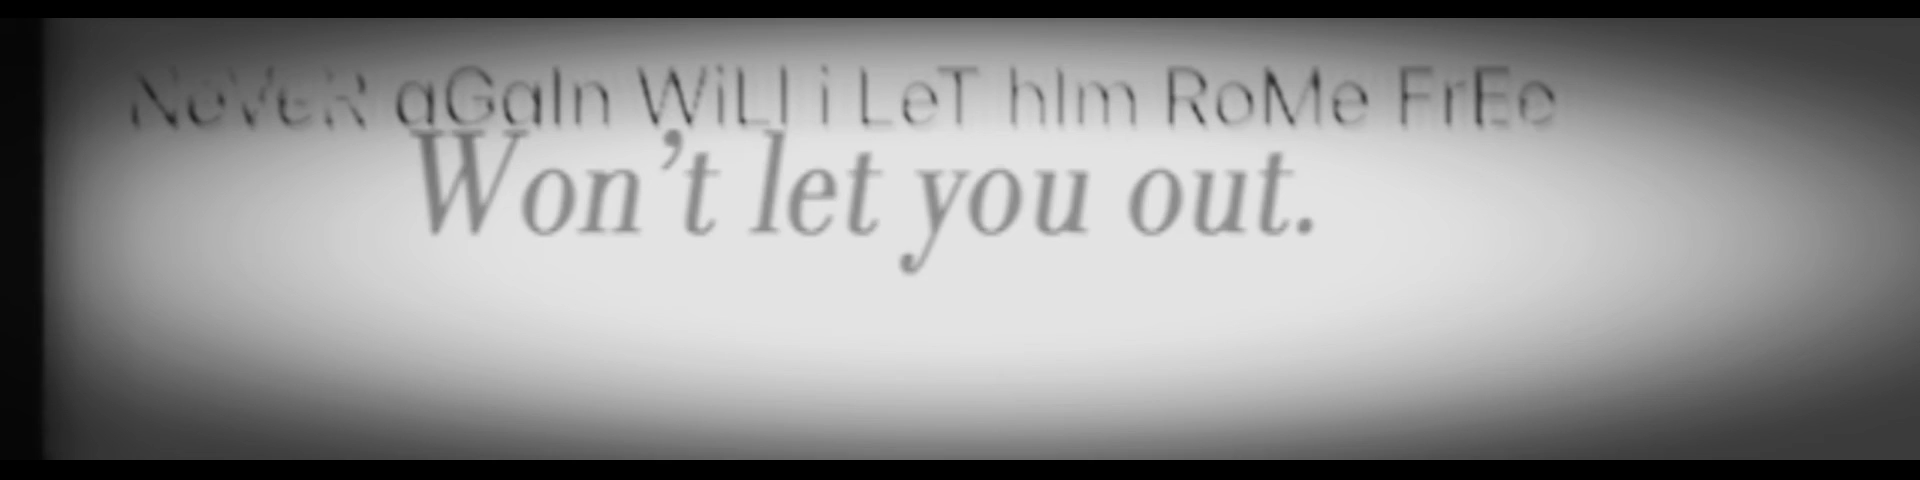 NeVeR aGaIn WiLl i LeT hIm RoMe FrEe
Won't let you out.